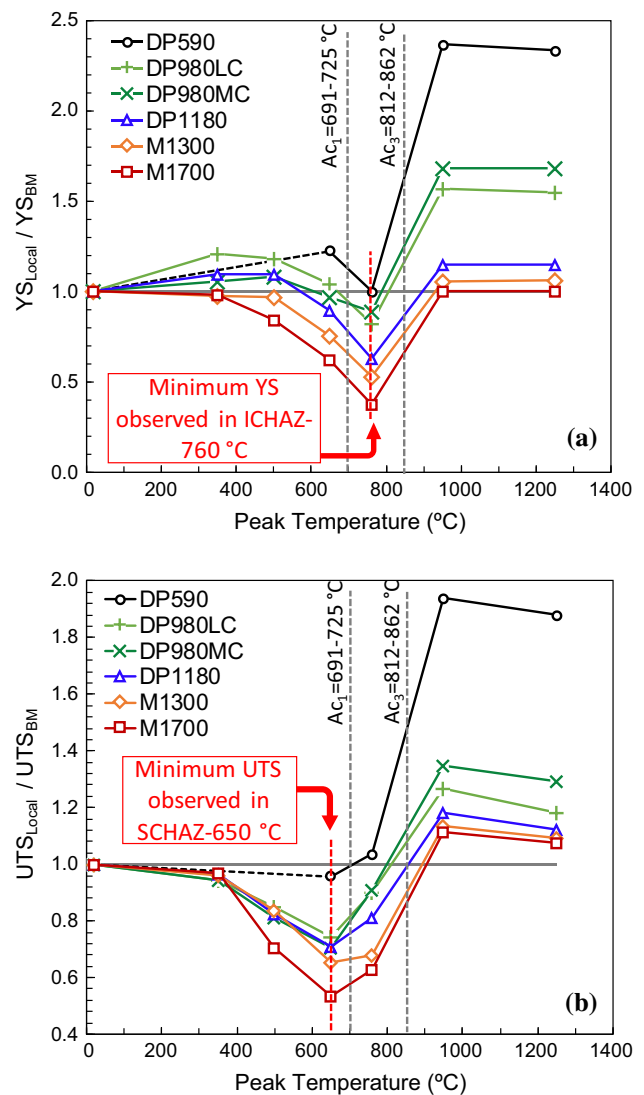 2.5
2.0
1.5
1.0
0.5
0.0
YS_Local / YS_BM
DP590
DP980LC
DP980MC
DP1180
M1300
M1700
Ac₁=691-725 °C
Ac₃=812-862 °C
Minimum YS
observed in ICHAZ-
760 °C
(a)
0 200 400 600 800 1000 1200 1400
Peak Temperature (ºC)
2.0
1.8
1.6
1.4
1.2
1.0
0.8
0.6
0.4
UTS_Local / UTS_BM
DP590
DP980LC
DP980MC
DP1180
M1300
M1700
Ac₁=691-725 °C
Ac₃=812-862 °C
Minimum UTS
observed in
SCHAZ-650 °C
(b)
0 200 400 600 800 1000 1200 1400
Peak Temperature (ºC)